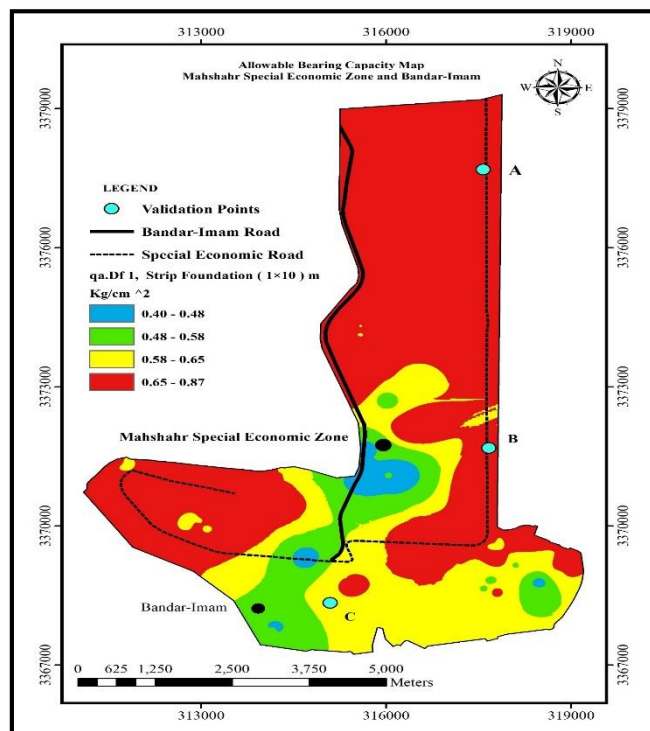 313000 316000 319000
Allowable Bearing Capacity Map
Mahshahr Special Economic Zone and Bandar-Imam
N
W E
S
3379000 3379000
A
LEGEND
Validation Points
Bandar-Imam Road
3376000 3376000
Special Economic Road
qa.Df 1, Strip Foundation ( 1×10 ) m
Kg/cm ^2
0.40 - 0.48
0.48 - 0.58
0.58 - 0.65
0.65 - 0.87
3373000 3373000
Mahshahr Special Economic Zone
B
3370000 3370000
Bandar-Imam
C
3367000 3367000
0 625 1,250 2,500 3,750 5,000
Meters
313000 316000 319000